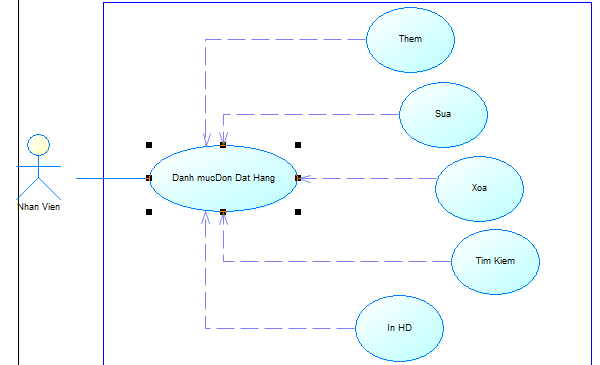 Them
Sua
Danh mucDon Dat Hang
Xoa
Nhan Vien
Tim Kiem
In HD